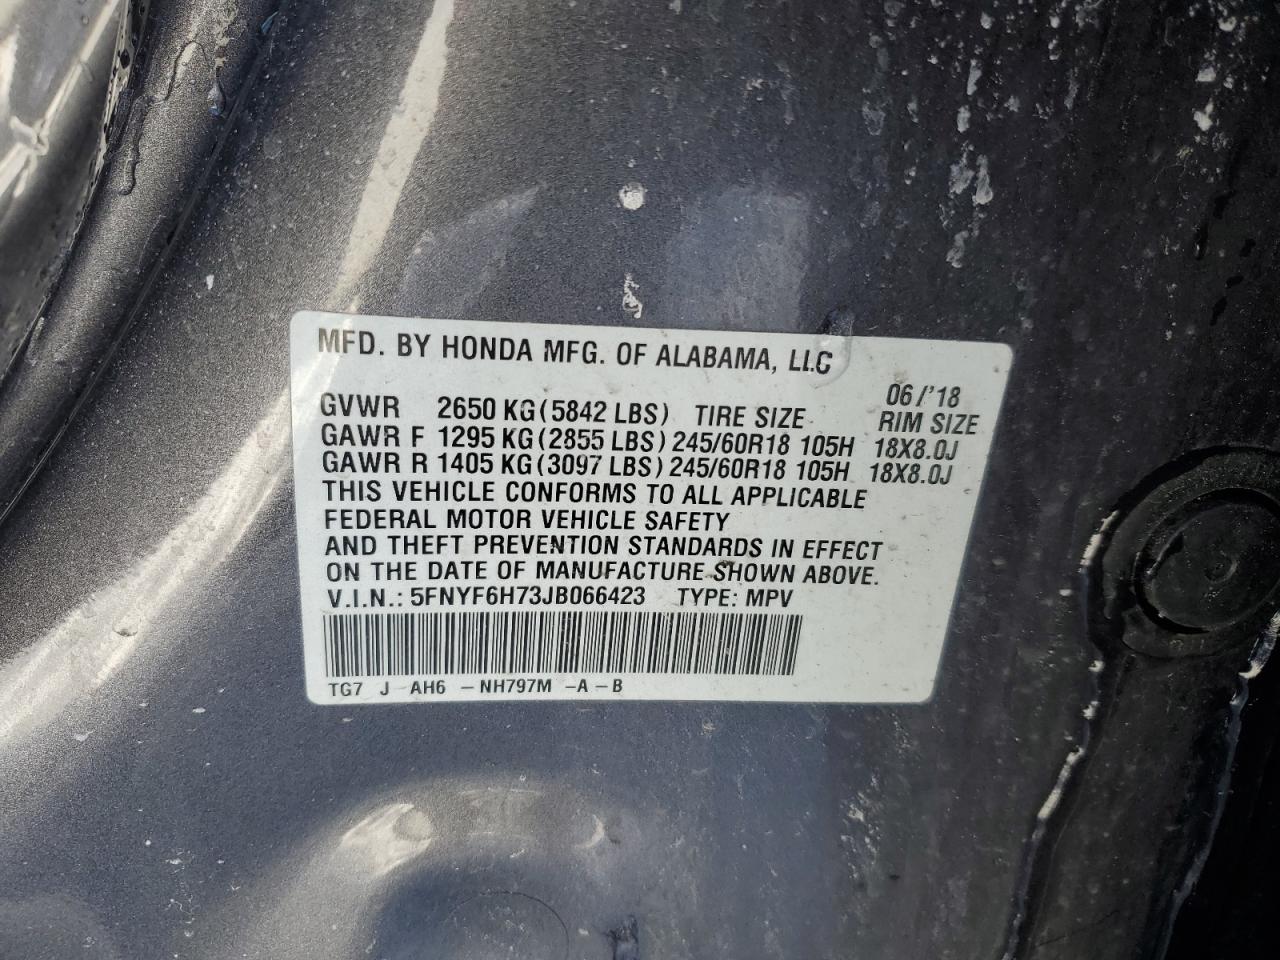 MFD. BY HONDA MFG. OF ALABAMA, LLC
06/'18
GVWR 2650 KG(5842 LBS) TIRE SIZE RIM SIZE
GAWR F 1295 KG(2855 LBS) 245/60R18 105H 18X8.0J
GAWR R 1405 KG(3097 LBS) 245/60R18 105H 18X8.0J
THIS VEHICLE CONFORMS TO ALL APPLICABLE
FEDERAL MOTOR VEHICLE SAFETY
AND THEFT PREVENTION STANDARDS IN EFFECT
ON THE DATE OF MANUFACTURE SHOWN ABOVE.
V.I.N.: 5FNYF6H73JB066423 TYPE: MPV
TG7 J AH6 -NH797M -A-B